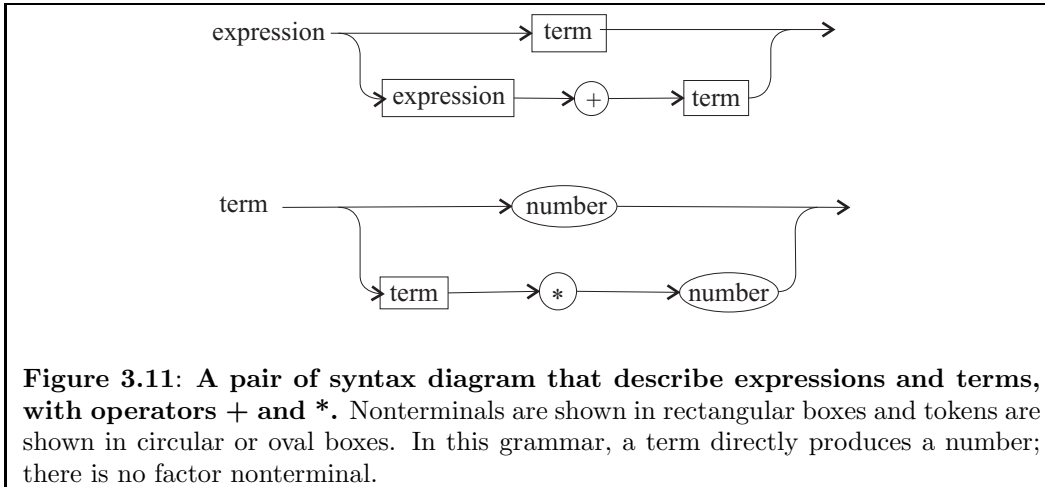 expression term
expression + term
term number
term * number
Figure 3.11: A pair of syntax diagram that describe expressions and terms,
with operators + and *. Nonterminals are shown in rectangular boxes and tokens are
shown in circular or oval boxes. In this grammar, a term directly produces a number;
there is no factor nonterminal.